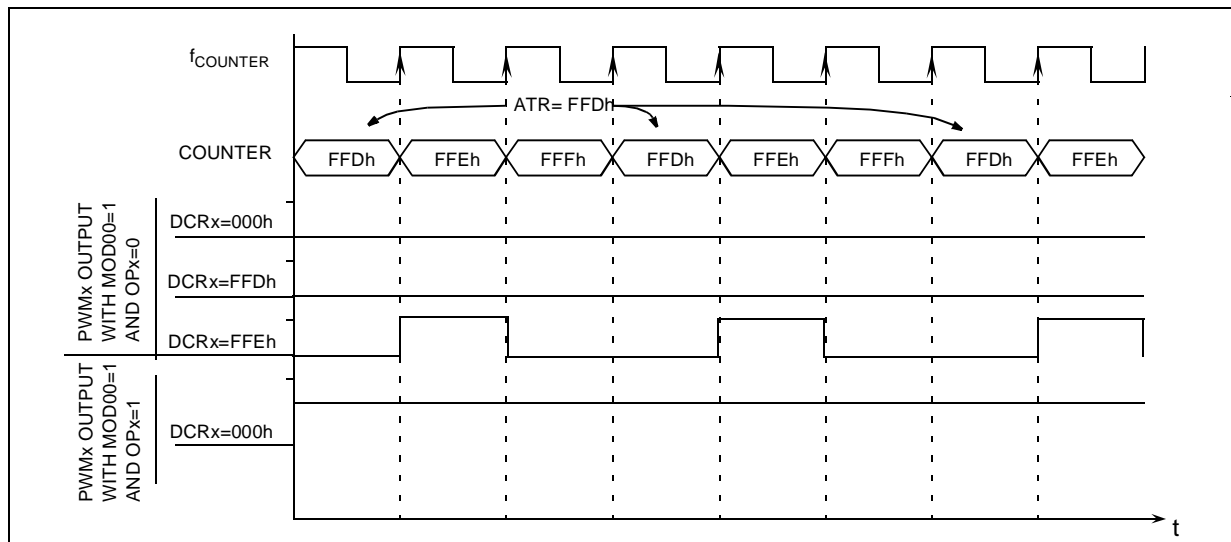 fCOUNTER
ATR= FFDh
COUNTER
FFDh FFEh FFFh FFDh FFEh FFFh FFDh FFEh
PWMx OUTPUT
WITH MOD00=1
AND OPx=0
DCRx=000h
DCRx=FFDh
DCRx=FFEh
PWMx OUTPUT
WITH MOD00=1
AND OPx=1
DCRx=000h
t